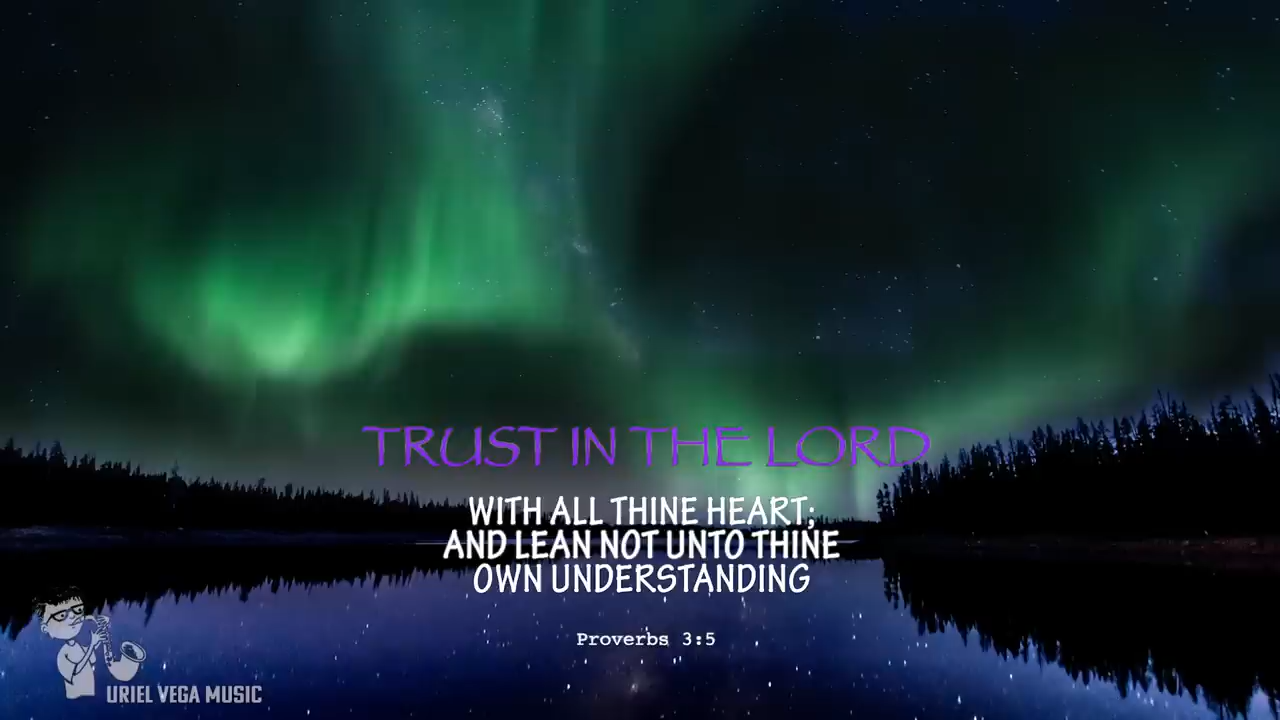 TRUST IN THE LORD
WITH ALL THINE HEART;
AND LEAN NOT UNTO THINE
OWN UNDERSTANDING
Proverbs 3:5
URIEL VEGA MUSIC